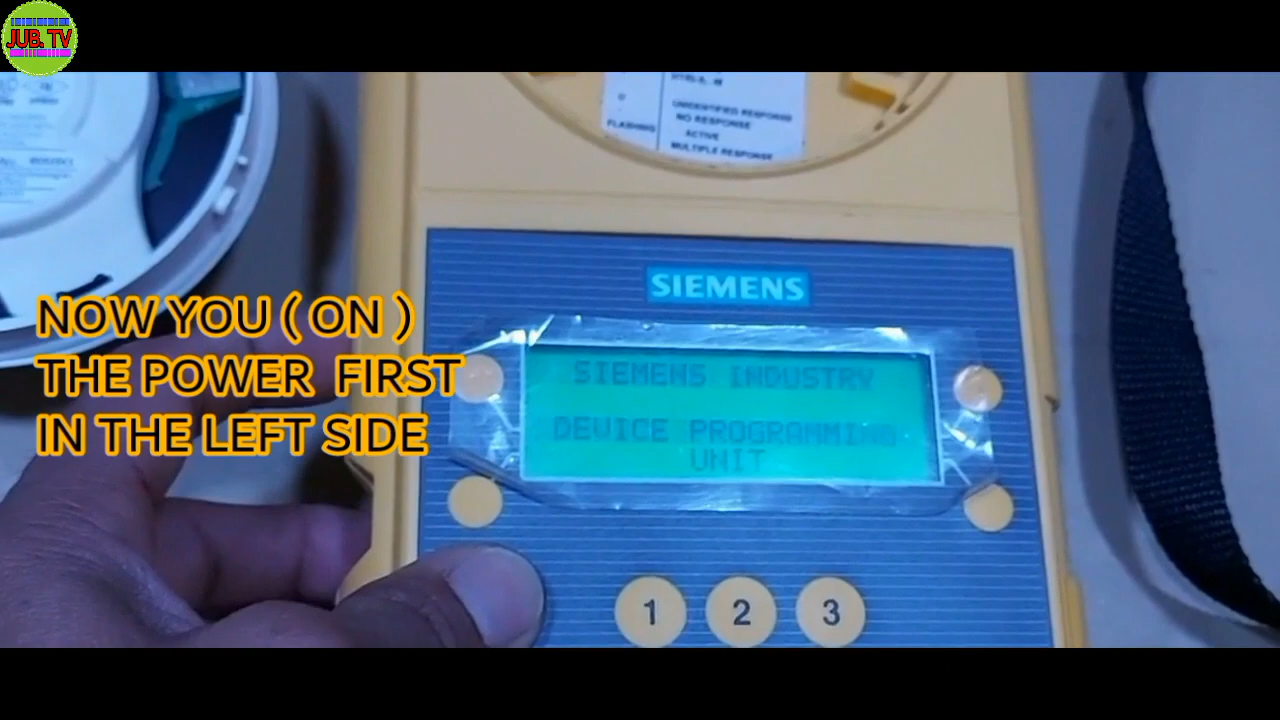 JUB. TV
UNIDENTIFIED RESPONSE
NO RESPONSE
FLASHING
ACTIVE
MULTIPLE RESPONSE
SIEMENS
NOW YOU ( ON )
THE POWER FIRST
IN THE LEFT SIDE
SIEMENS INDUSTRY
DEVICE PROGRAMMING
UNIT
1 2 3